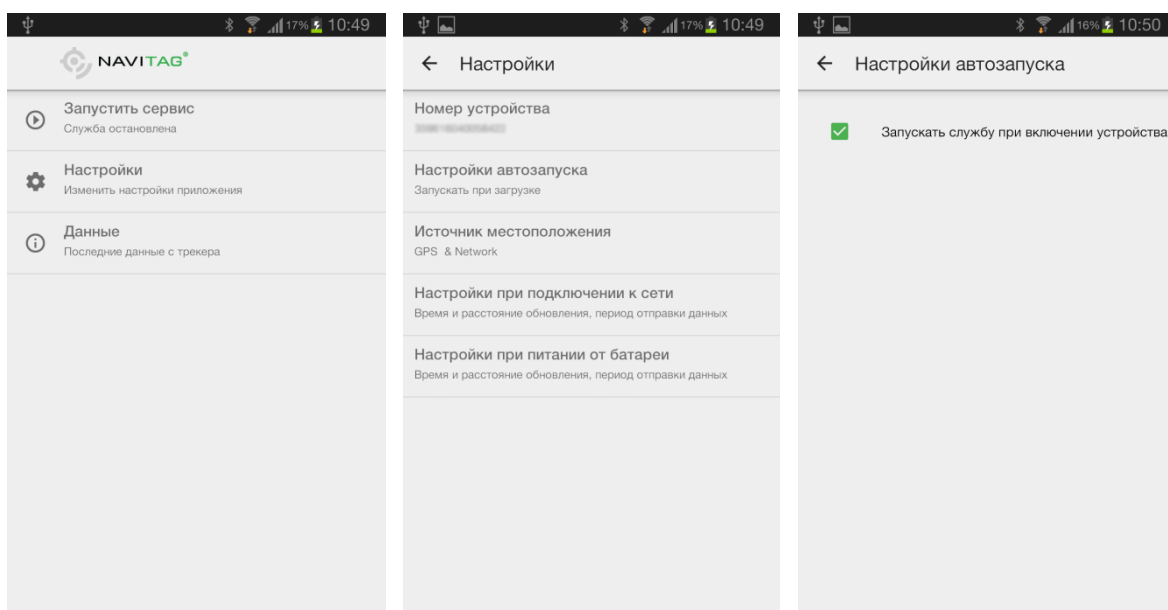 17% 10:49
NAVITAG®
Запустить сервис
Служба остановлена
Настройки
Изменить настройки приложения
Данные
Последние данные с трекера
17% 10:49
Настройки
Номер устройства
Настройки автозапуска
Запускать при загрузке
Источник местоположения
GPS & Network
Настройки при подключении к сети
Время и расстояние обновления, период отправки данных
Настройки при питании от батареи
Время и расстояние обновления, период отправки данных
16% 10:50
Настройки автозапуска
Запускать службу при включении устройства